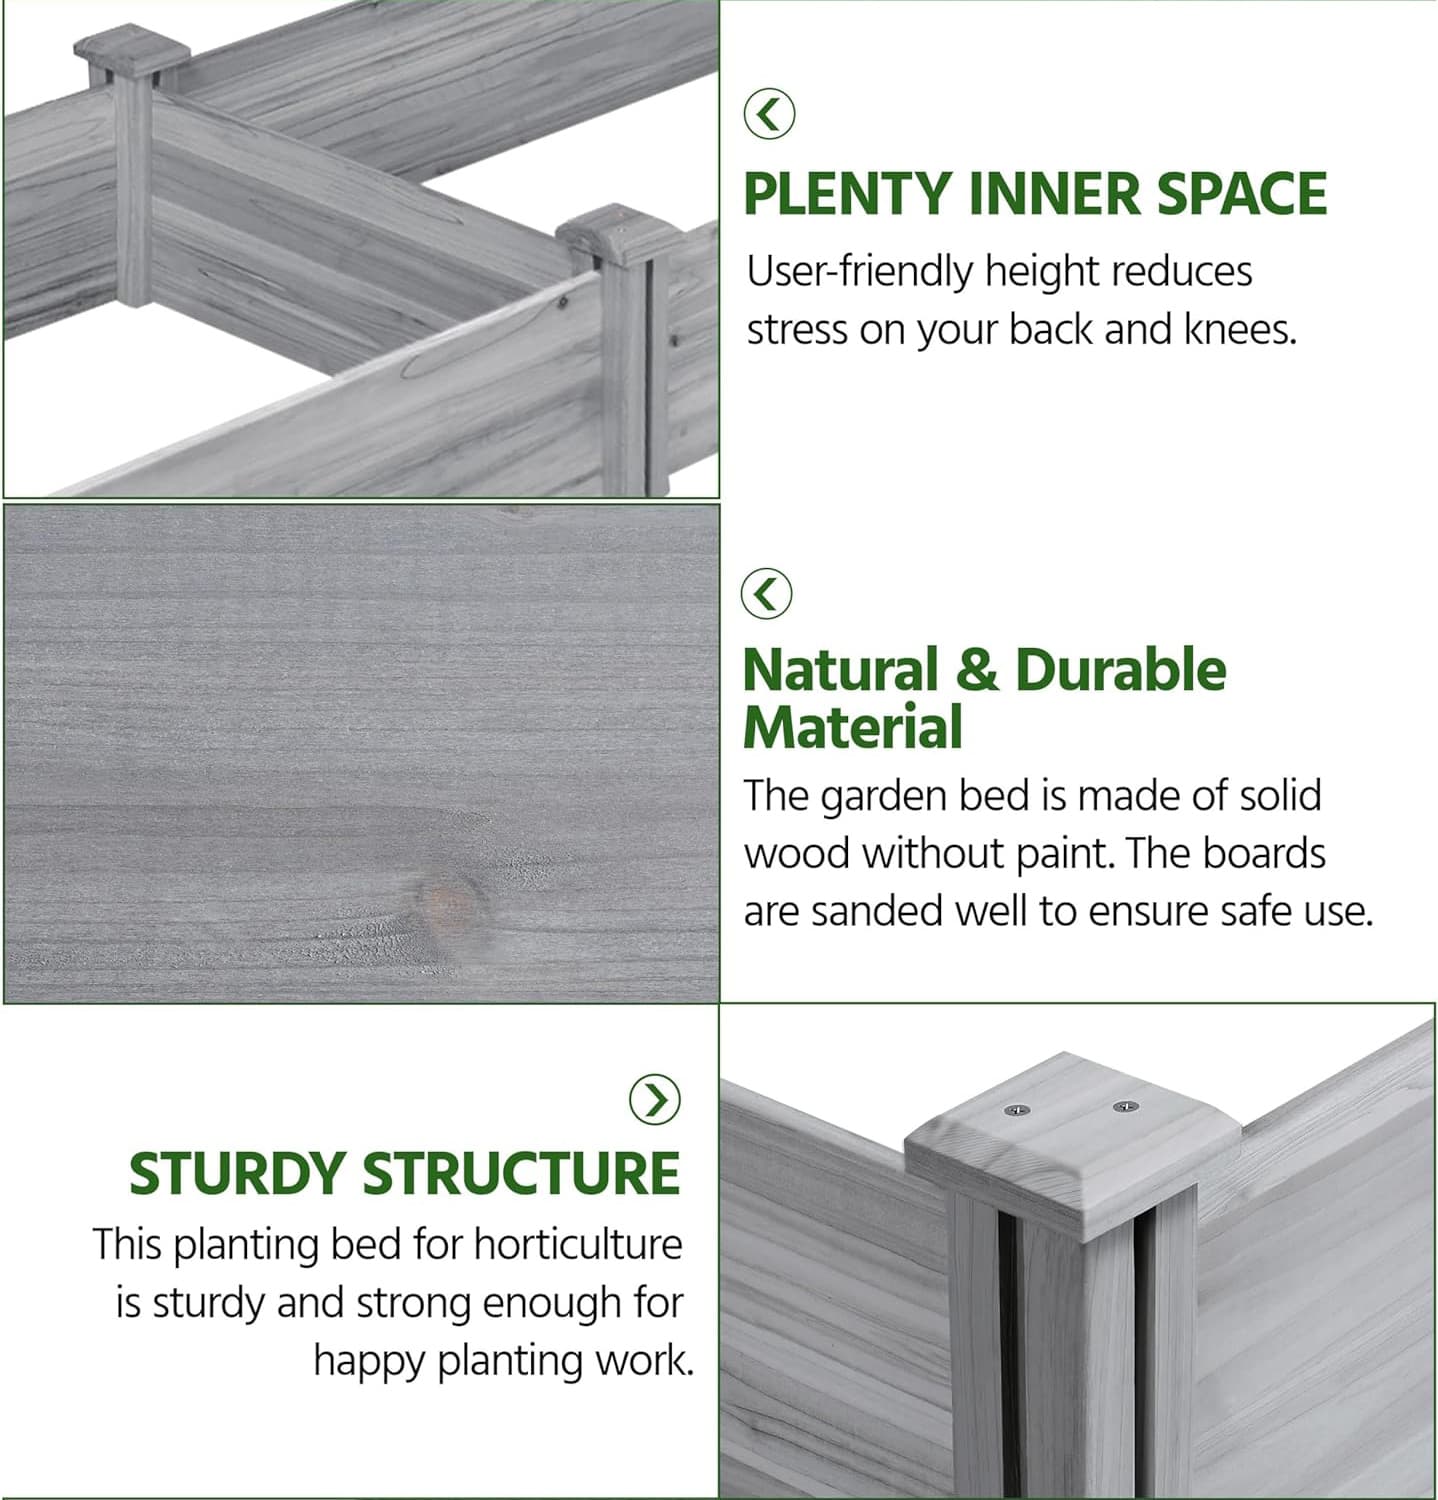 PLENTY INNER SPACE
User-friendly height reduces
stress on your back and knees.
Natural & Durable
Material
The garden bed is made of solid
wood without paint. The boards
are sanded well to ensure safe use.
STURDY STRUCTURE
This planting bed for horticulture
is sturdy and strong enough for
happy planting work.